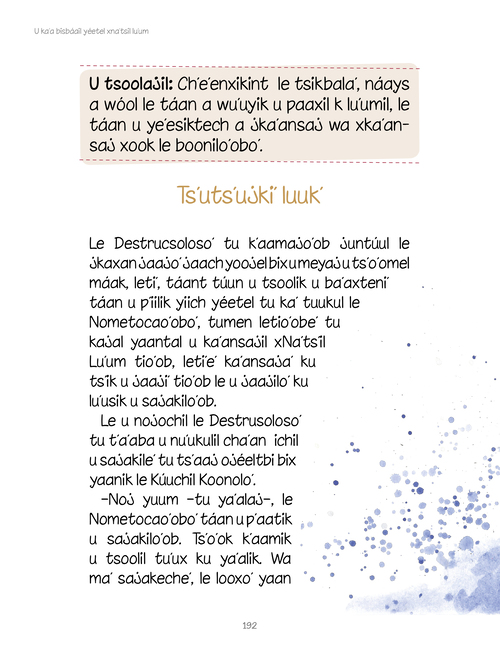 U ka'a bisbáail yéetel xna'tsil lu'um
U tsoolajil: Ch'e'enxikint le tsikbala', náays
a wóol le táan a wu'uyik u paaxil k lu'umil, le
táan u ye'esiktech a jka'ansaj wa xka'an-
saj xook le boonilo'obo'.
Ts'uts'ujki' luuk'
Le Destrucsoloso' tu k'aamajo'ob juntúul le
jkaxan jaajo' jaach yoojel bix u meyaj u ts'o'omel
máak, leti', táant túun u tsoolik u ba'axteni'
táan u p'íilik yiich yéetel tu ka' tuukul le
Nometocao'obo', tumen letio'obe' tu
kajal yaantal u ka'ansajil xNa'tsil
Lu'um tio'ob, letie' ka'ansaja' ku
tsik u jaaji' tio'ob le u jaajilo' ku
lu'usik u sajakilo'ob.
Le u nojochil le Destrusoloso'
tu t'a'aba u nu'ukulil cha'an ichil
u sajakile' tu ts'aaj ojéeltbi bix
yaanik le Kúuchil Koonolo'.
–Noj yuum –tu ya'alaj–, le
Nometocao'obo' táan u p'aatik
u sajakilo'ob. Ts'o'ok k'aamik
u tsoolil tu'ux ku ya'alik. Wa
ma' sajakeche', le looxo' yaan
192